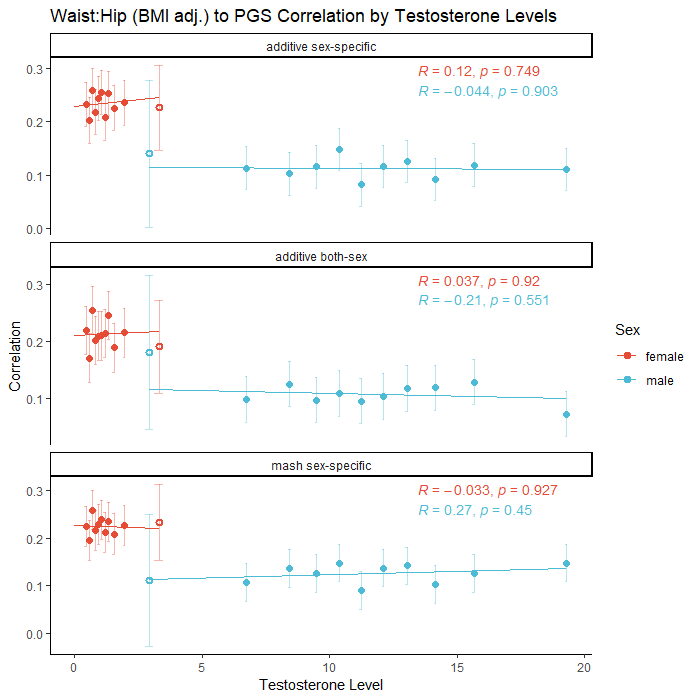 Waist:Hip (BMI adj.) to PGS Correlation by Testosterone Levels
additive sex-specific
R = 0.12, p = 0.749
R = −0.044, p = 0.903
0.3
0.2
0.1
0.0
additive both-sex
R = 0.037, p = 0.92
R = −0.21, p = 0.551
0.3
0.2
0.1
Correlation
Sex
female
male
mash sex-specific
R = −0.033, p = 0.927
R = 0.27, p = 0.45
0.3
0.2
0.1
0.0
0 5 10 15 20
Testosterone Level